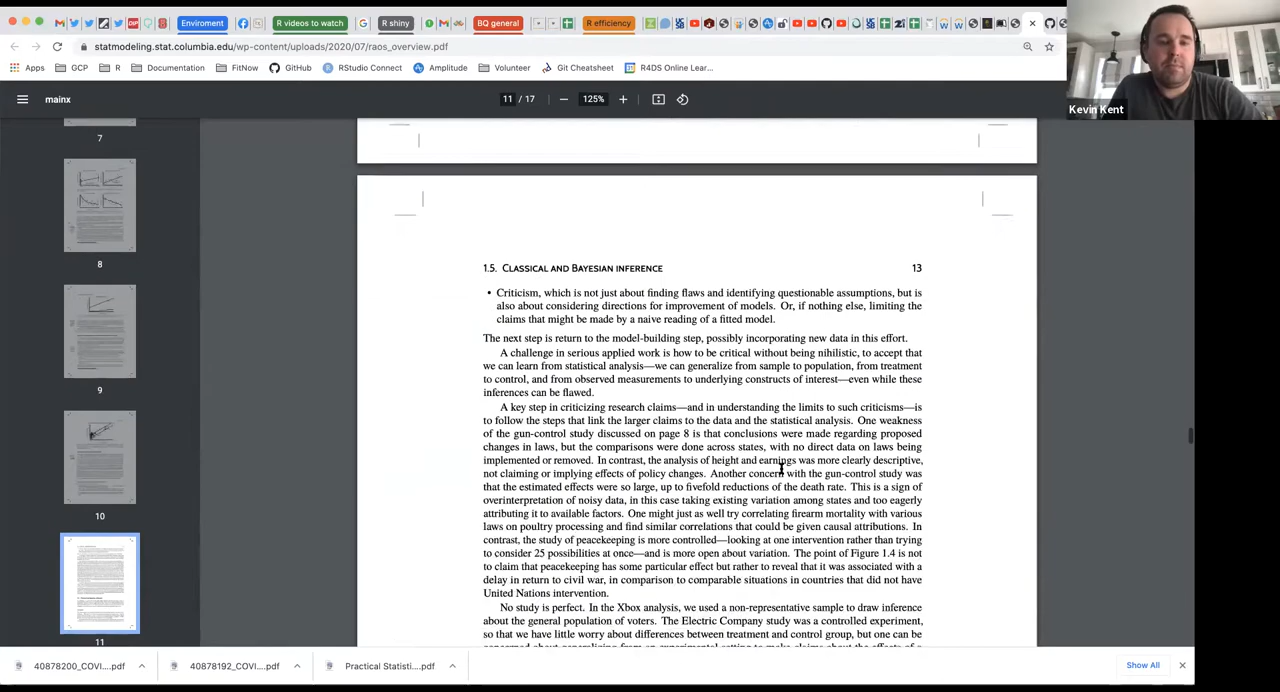 Enviroment
R videos to watch
R shiny
BQ general
R efficiency
statmodeling.stat.columbia.edu/wp-content/uploads/2020/07/raos_overview.pdf
Apps GCP R Documentation FitNow GitHub RStudio Connect Amplitude Volunteer Git Cheatsheet R4DS Online Lear...
Kevin Kent
mainx
11 / 17
125%
7
8
9
10
11
1.5. CLASSICAL AND BAYESIAN INFERENCE 13
• Criticism, which is not just about finding flaws and identifying questionable assumptions, but is
also about considering directions for improvement of models. Or, if nothing else, limiting the
claims that might be made by a naive reading of a fitted model.
The next step is return to the model-building step, possibly incorporating new data in this effort.
A challenge in serious applied work is how to be critical without being nihilistic, to accept that
we can learn from statistical analysis—we can generalize from sample to population, from treatment
to control, and from observed measurements to underlying constructs of interest—even while these
inferences can be flawed.
A key step in criticizing research claims—and in understanding the limits to such criticisms—is
to follow the steps that link the larger claims to the data and the statistical analysis. One weakness
of the gun-control study discussed on page 8 is that conclusions were made regarding proposed
changes in laws, but the comparisons were done across states, with no direct data on laws being
implemented or removed. In contrast, the analysis of height and earnings was more clearly descriptive,
not claiming or implying effects of policy changes. Another concern with the gun-control study was
that the estimated effects were so large, up to fivefold reductions of the death rate. This is a sign of
overinterpretation of noisy data, in this case taking existing variation among states and too eagerly
attributing it to available factors. One might just as well try correlating firearm mortality with various
laws on poultry processing and find similar correlations that could be given causal attributions. In
contrast, the study of peacekeeping is more controlled—looking at one intervention rather than trying
to consider 25 possibilities at once—and is more open about variation. The point of Figure 1.4 is not
to claim that peacekeeping has some particular effect but rather to reveal that it was associated with a
delay in return to civil war, in comparison to comparable situations in countries that did not have
United Nations intervention.
No study is perfect. In the Xbox analysis, we used a non-representative sample to draw inference
about the general population of voters. The Electric Company study was a controlled experiment,
so that we have little worry about differences between treatment and control group, but one can be
40878200_COVI....pdf
40878192_COVI....pdf
Practical Statisti....pdf
Show All